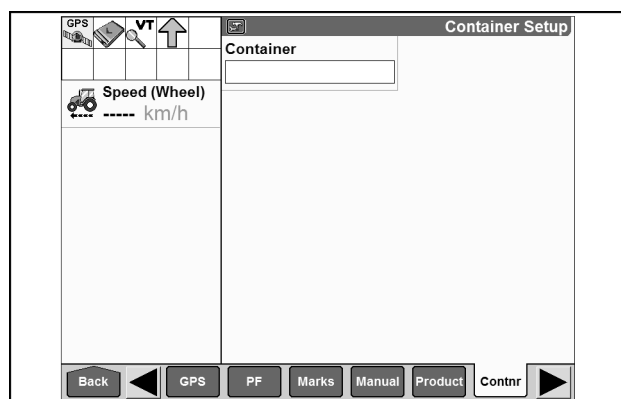 GPS
VT
Container Setup
Container
Speed (Wheel)
----- km/h
Back
GPS
PF
Marks
Manual
Product
Contnr